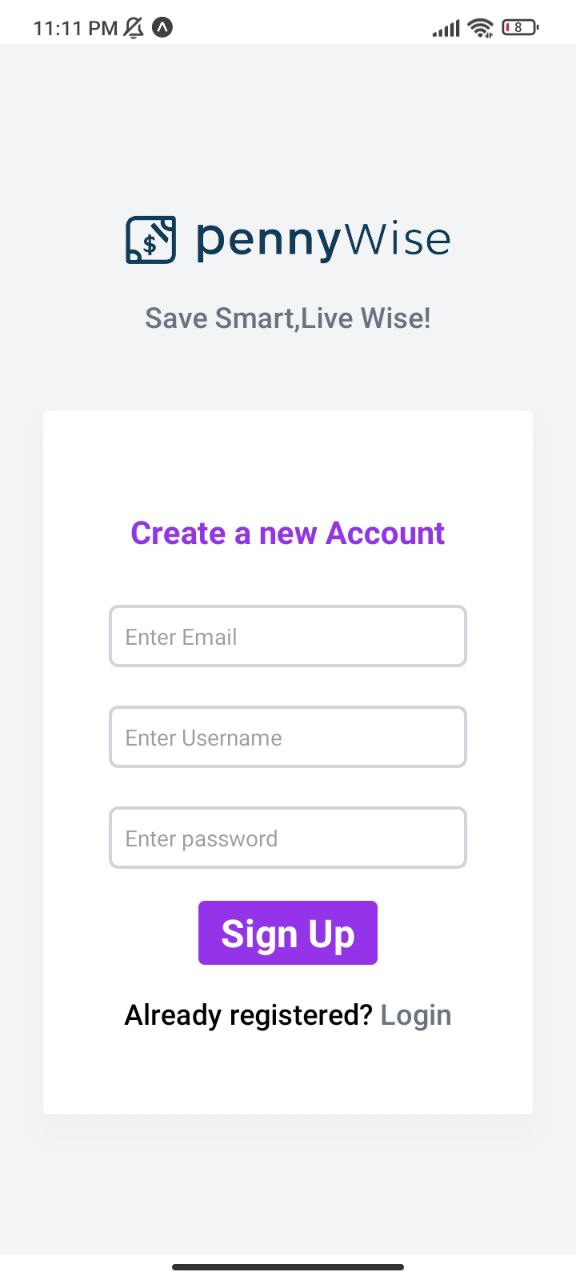 11:11 PM 8
$ pennyWise
Save Smart,Live Wise!
Create a new Account
Enter Email
Enter Username
Enter password
Sign Up
Already registered? Login